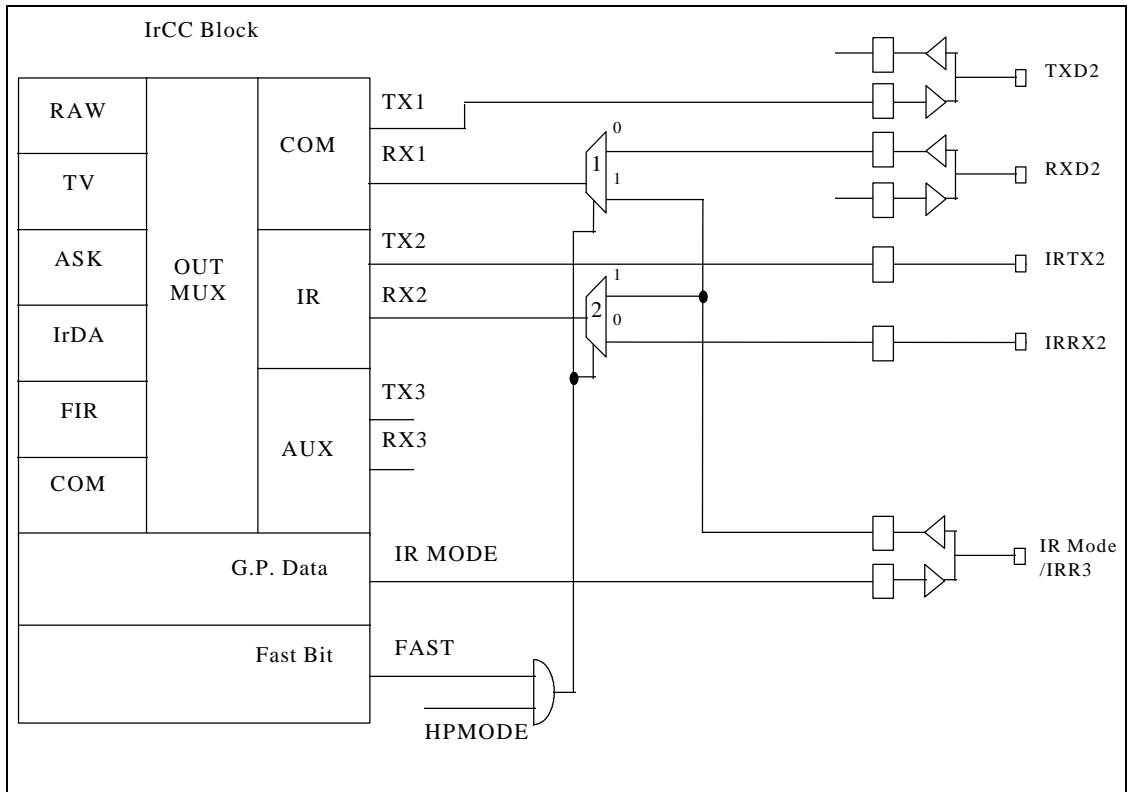 IrCC Block
RAW
TV
ASK
IrDA
FIR
COM
OUT
MUX
COM
IR
AUX
G.P. Data
Fast Bit
TX1
RX1
TX2
RX2
TX3
RX3
IR MODE
FAST
HPMODE
0
1
1
1
2
0
TXD2
RXD2
IRTX2
IRRX2
IR Mode
/IRR3